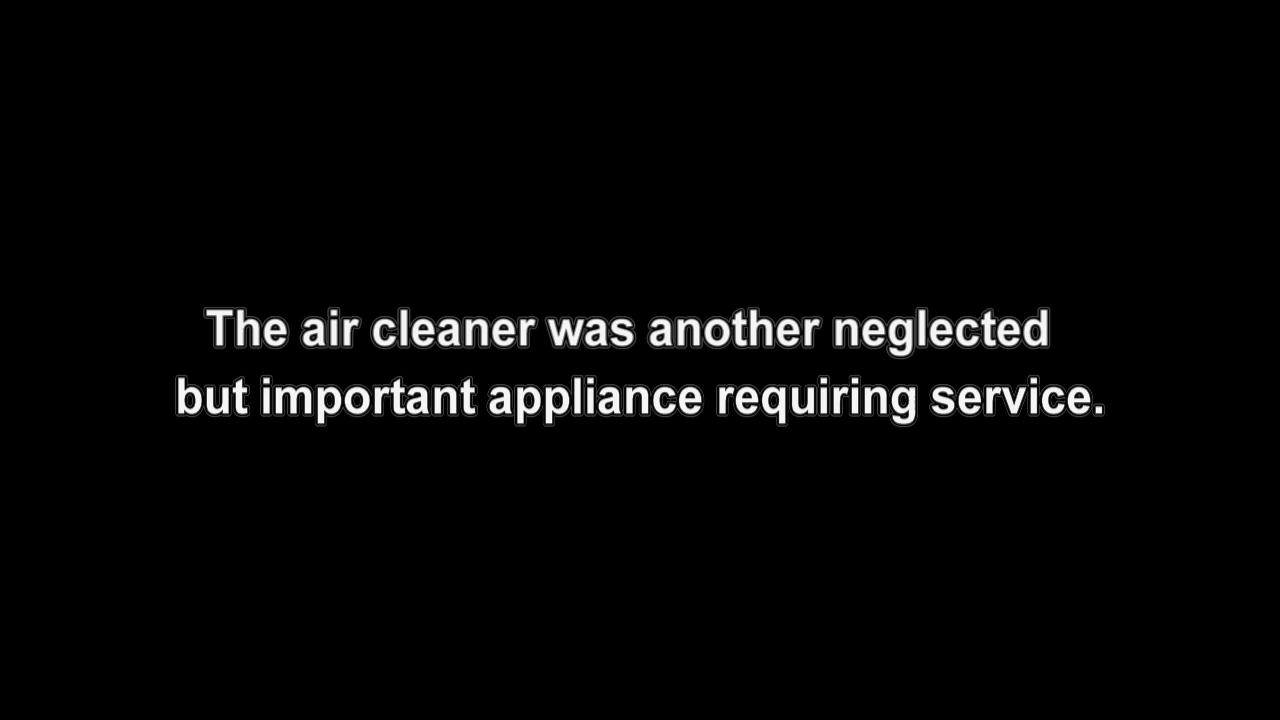 The air cleaner was another neglected
but important appliance requiring service.